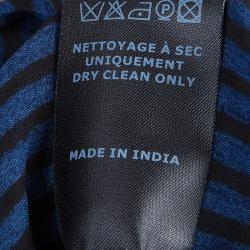 NETTOYAGE À SEC
UNIQUEMENT
DRY CLEAN ONLY
MADE IN INDIA